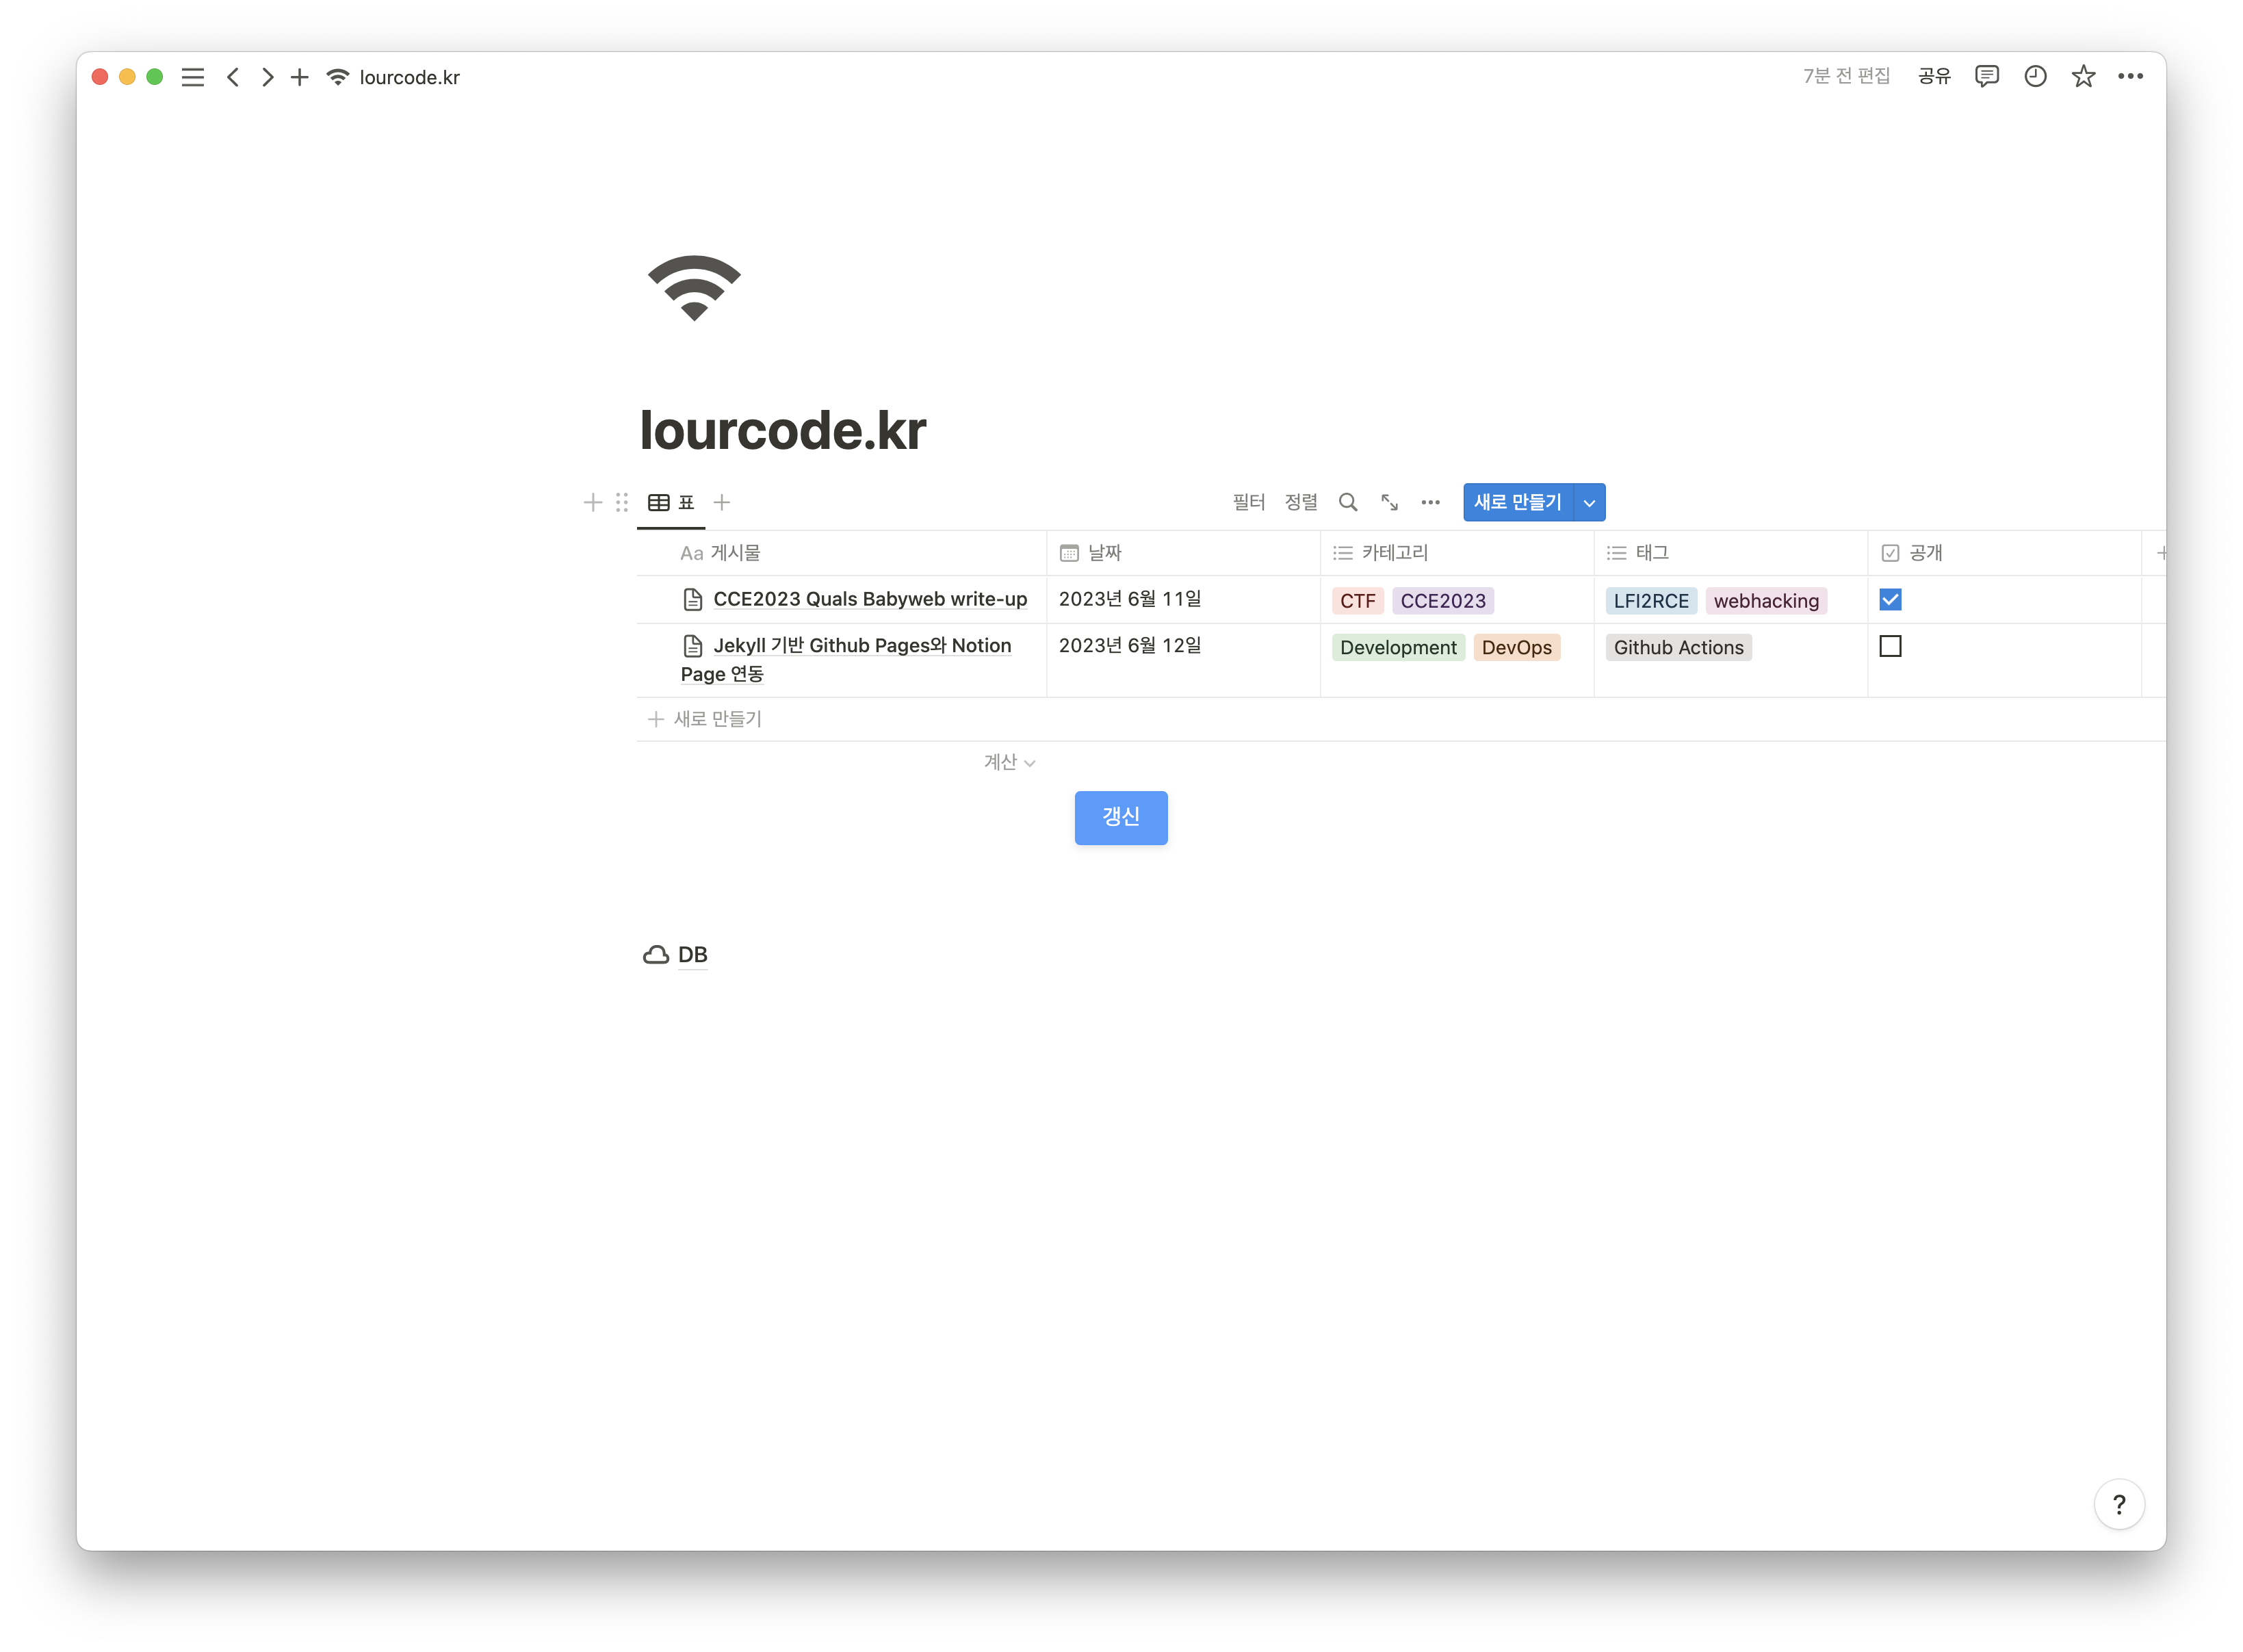 lourcode.kr
7분 전 편집 공유
lourcode.kr
표
필터 정렬 새로 만들기
Aa 게시물 날짜 카테고리 태그 공개
CCE2023 Quals Babyweb write-up 2023년 6월 11일 CTF CCE2023 LFI2RCE webhacking
Jekyll 기반 Github Pages와 Notion 2023년 6월 12일 Development DevOps Github Actions
Page 연동
새로 만들기
계산
갱신
DB
?